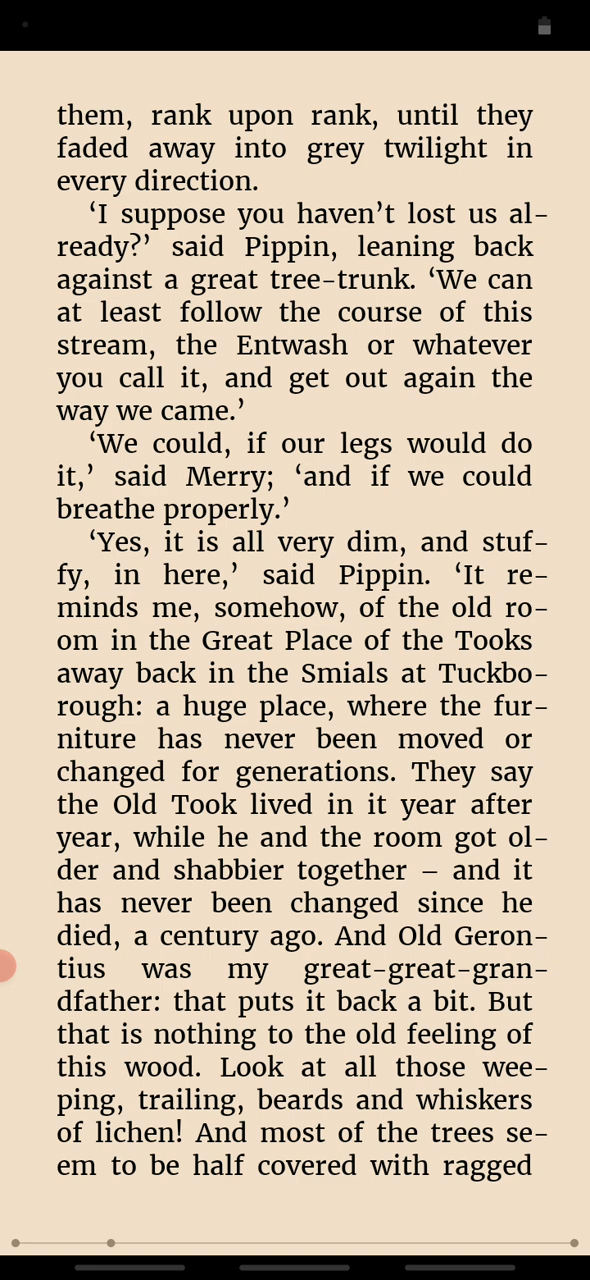 them, rank upon rank, until they
faded away into grey twilight in
every direction.
‘I suppose you haven’t lost us al-
ready?’ said Pippin, leaning back
against a great tree-trunk. ‘We can
at least follow the course of this
stream, the Entwash or whatever
you call it, and get out again the
way we came.’
‘We could, if our legs would do
it,’ said Merry; ‘and if we could
breathe properly.’
‘Yes, it is all very dim, and stuf-
fy, in here,’ said Pippin. ‘It re-
minds me, somehow, of the old ro-
om in the Great Place of the Tooks
away back in the Smials at Tuckbo-
rough: a huge place, where the fur-
niture has never been moved or
changed for generations. They say
the Old Took lived in it year after
year, while he and the room got ol-
der and shabbier together – and it
has never been changed since he
died, a century ago. And Old Geron-
tius was my great-great-gran-
dfather: that puts it back a bit. But
that is nothing to the old feeling of
this wood. Look at all those wee-
ping, trailing, beards and whiskers
of lichen! And most of the trees se-
em to be half covered with ragged